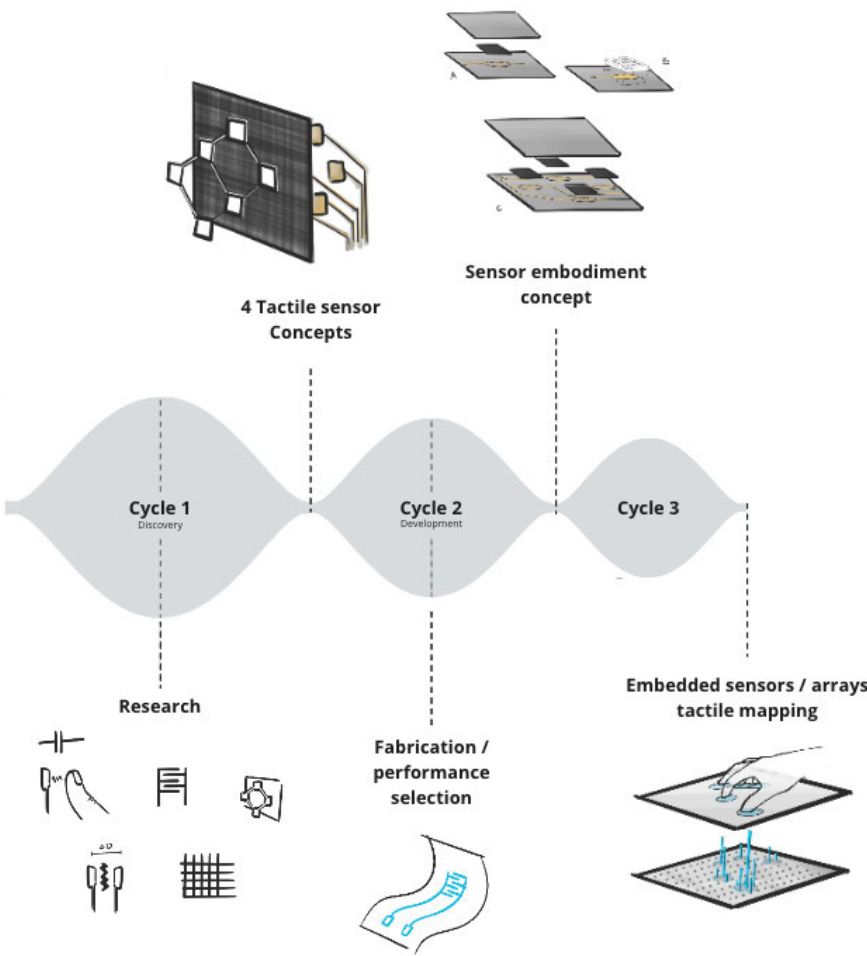 A
B
C
Sensor embodiment
concept
4 Tactile sensor
Concepts
Cycle 1
Discovery
Cycle 2
Development
Cycle 3
Research
Fabrication /
performance
selection
Embedded sensors / arrays
tactile mapping